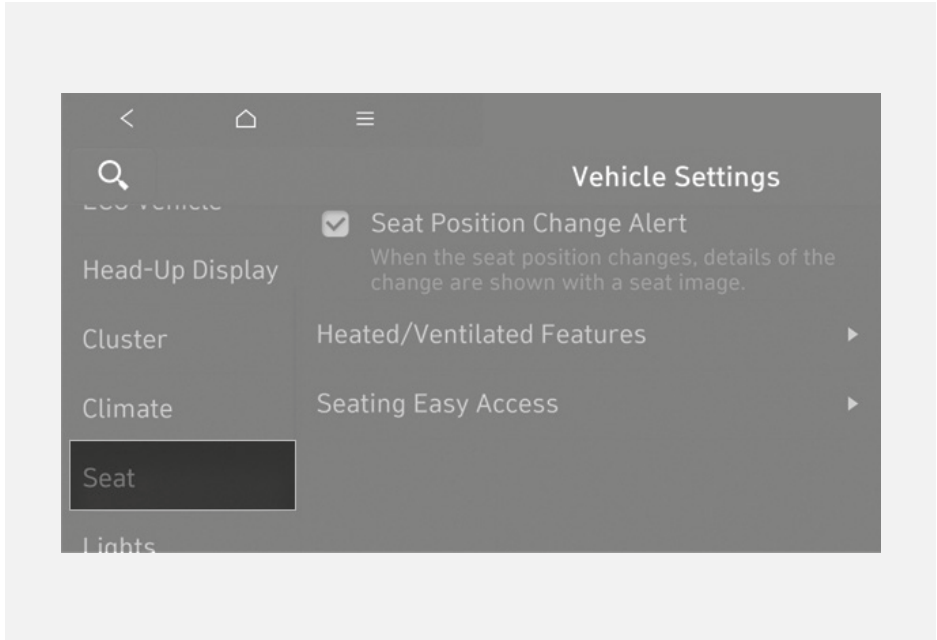 Vehicle Settings
Head-Up Display
Cluster
Climate
Seat
Lights
Seat Position Change Alert
When the seat position changes, details of the
change are shown with a seat image.
Heated/Ventilated Features
Seating Easy Access